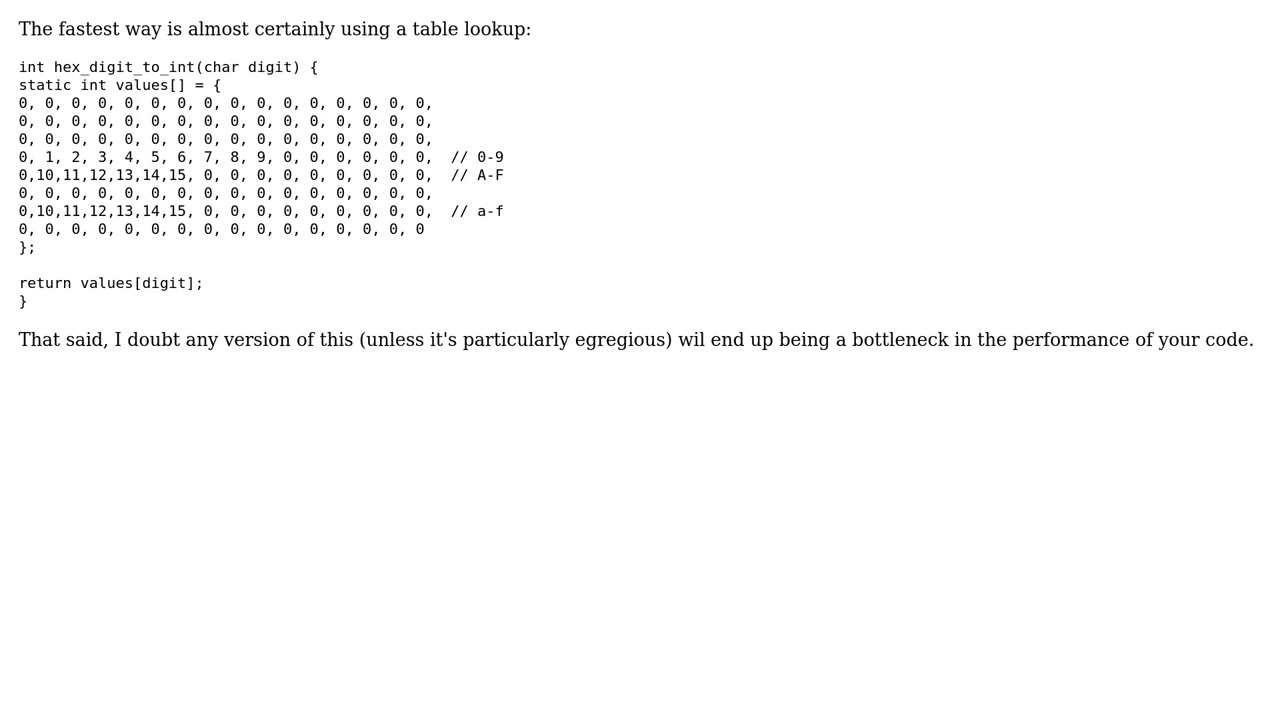 The fastest way is almost certainly using a table lookup:
int hex_digit_to_int(char digit) {
static int values[] = {
0, 0, 0, 0, 0, 0, 0, 0, 0, 0, 0, 0, 0, 0, 0, 0,
0, 0, 0, 0, 0, 0, 0, 0, 0, 0, 0, 0, 0, 0, 0, 0,
0, 0, 0, 0, 0, 0, 0, 0, 0, 0, 0, 0, 0, 0, 0, 0,
0, 1, 2, 3, 4, 5, 6, 7, 8, 9, 0, 0, 0, 0, 0, 0,  // 0-9
0,10,11,12,13,14,15, 0, 0, 0, 0, 0, 0, 0, 0, 0,  // A-F
0, 0, 0, 0, 0, 0, 0, 0, 0, 0, 0, 0, 0, 0, 0, 0,
0,10,11,12,13,14,15, 0, 0, 0, 0, 0, 0, 0, 0, 0,  // a-f
0, 0, 0, 0, 0, 0, 0, 0, 0, 0, 0, 0, 0, 0, 0, 0
};
return values[digit];
}
That said, I doubt any version of this (unless it's particularly egregious) wil end up being a bottleneck in the performance of your code.